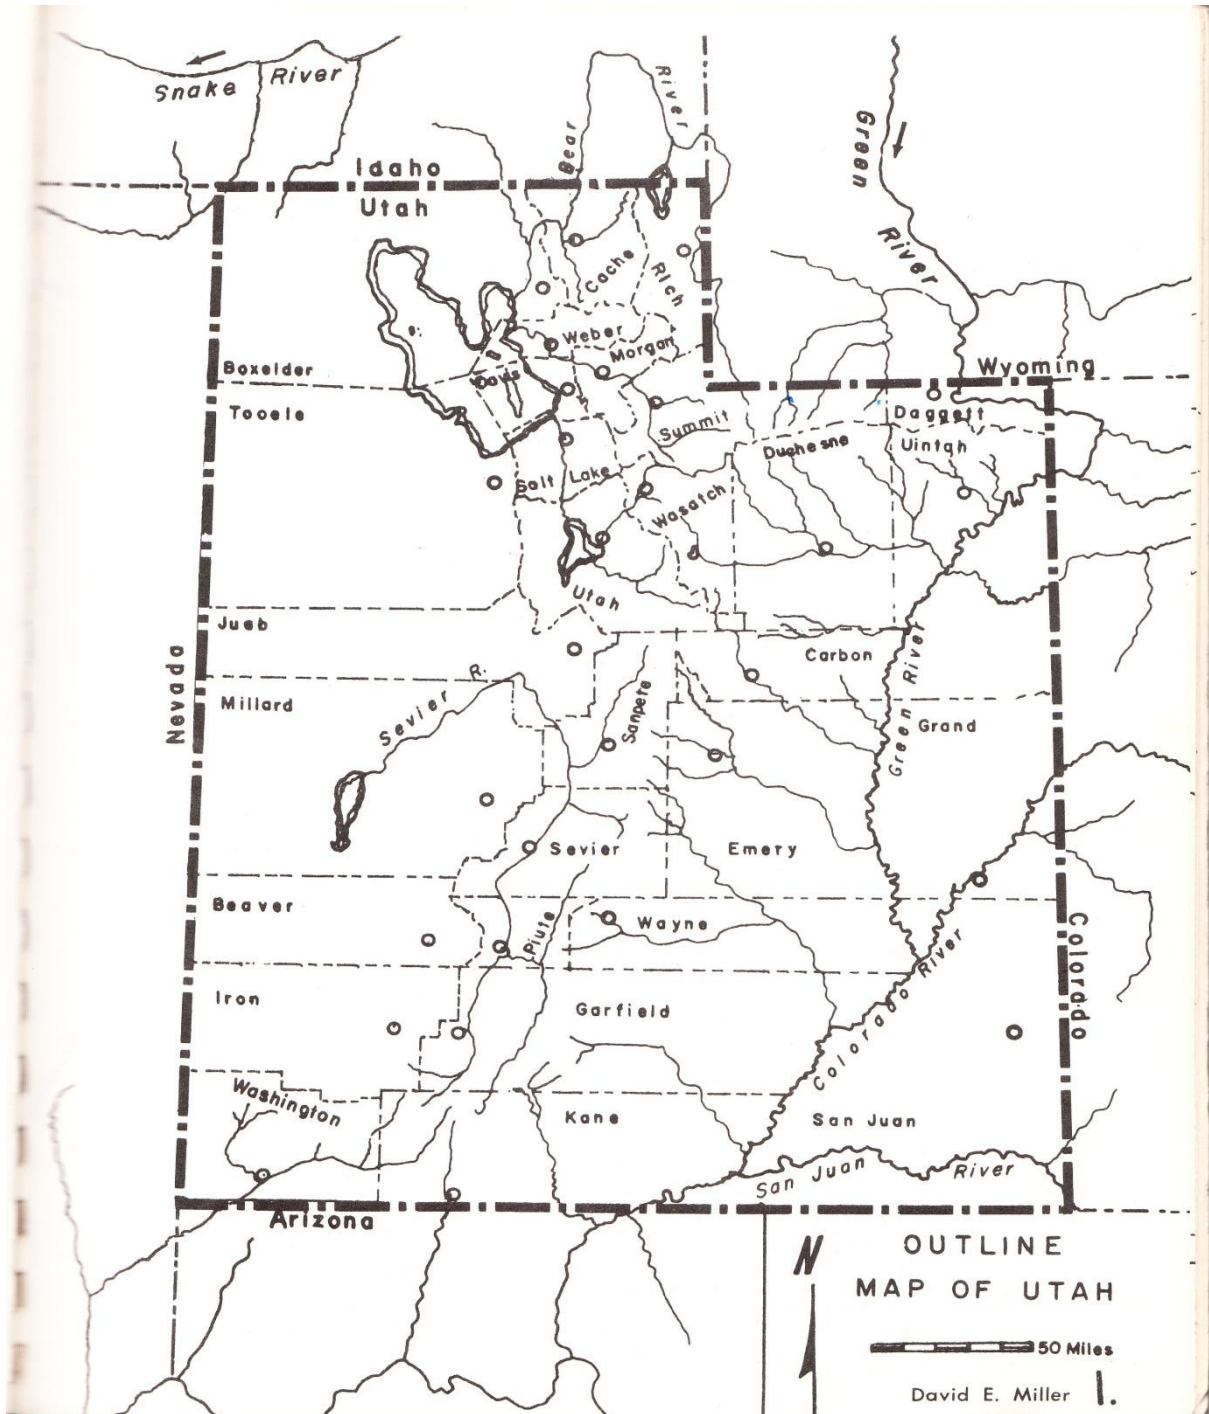 Snake River
Bear River
Green River
Idaho
Utah
Cache
Rich
Weber
Morgan
Boxelder
Davis
Wyoming
Tooele
Summit
Daggett
Duchesne
Uintah
Salt Lake
Wasatch
Utah
Jueb
Nevada
Carbon
Green River
Millard
Sevier R.
Sanpete
Grand
Sevier
Emery
Beaver
Piute
Wayne
Colorado
Iron
Garfield
Colorado River
Washington
Kane
San Juan
San Juan River
Arizona
N
OUTLINE
MAP OF UTAH
50 Miles
David E. Miller 1.